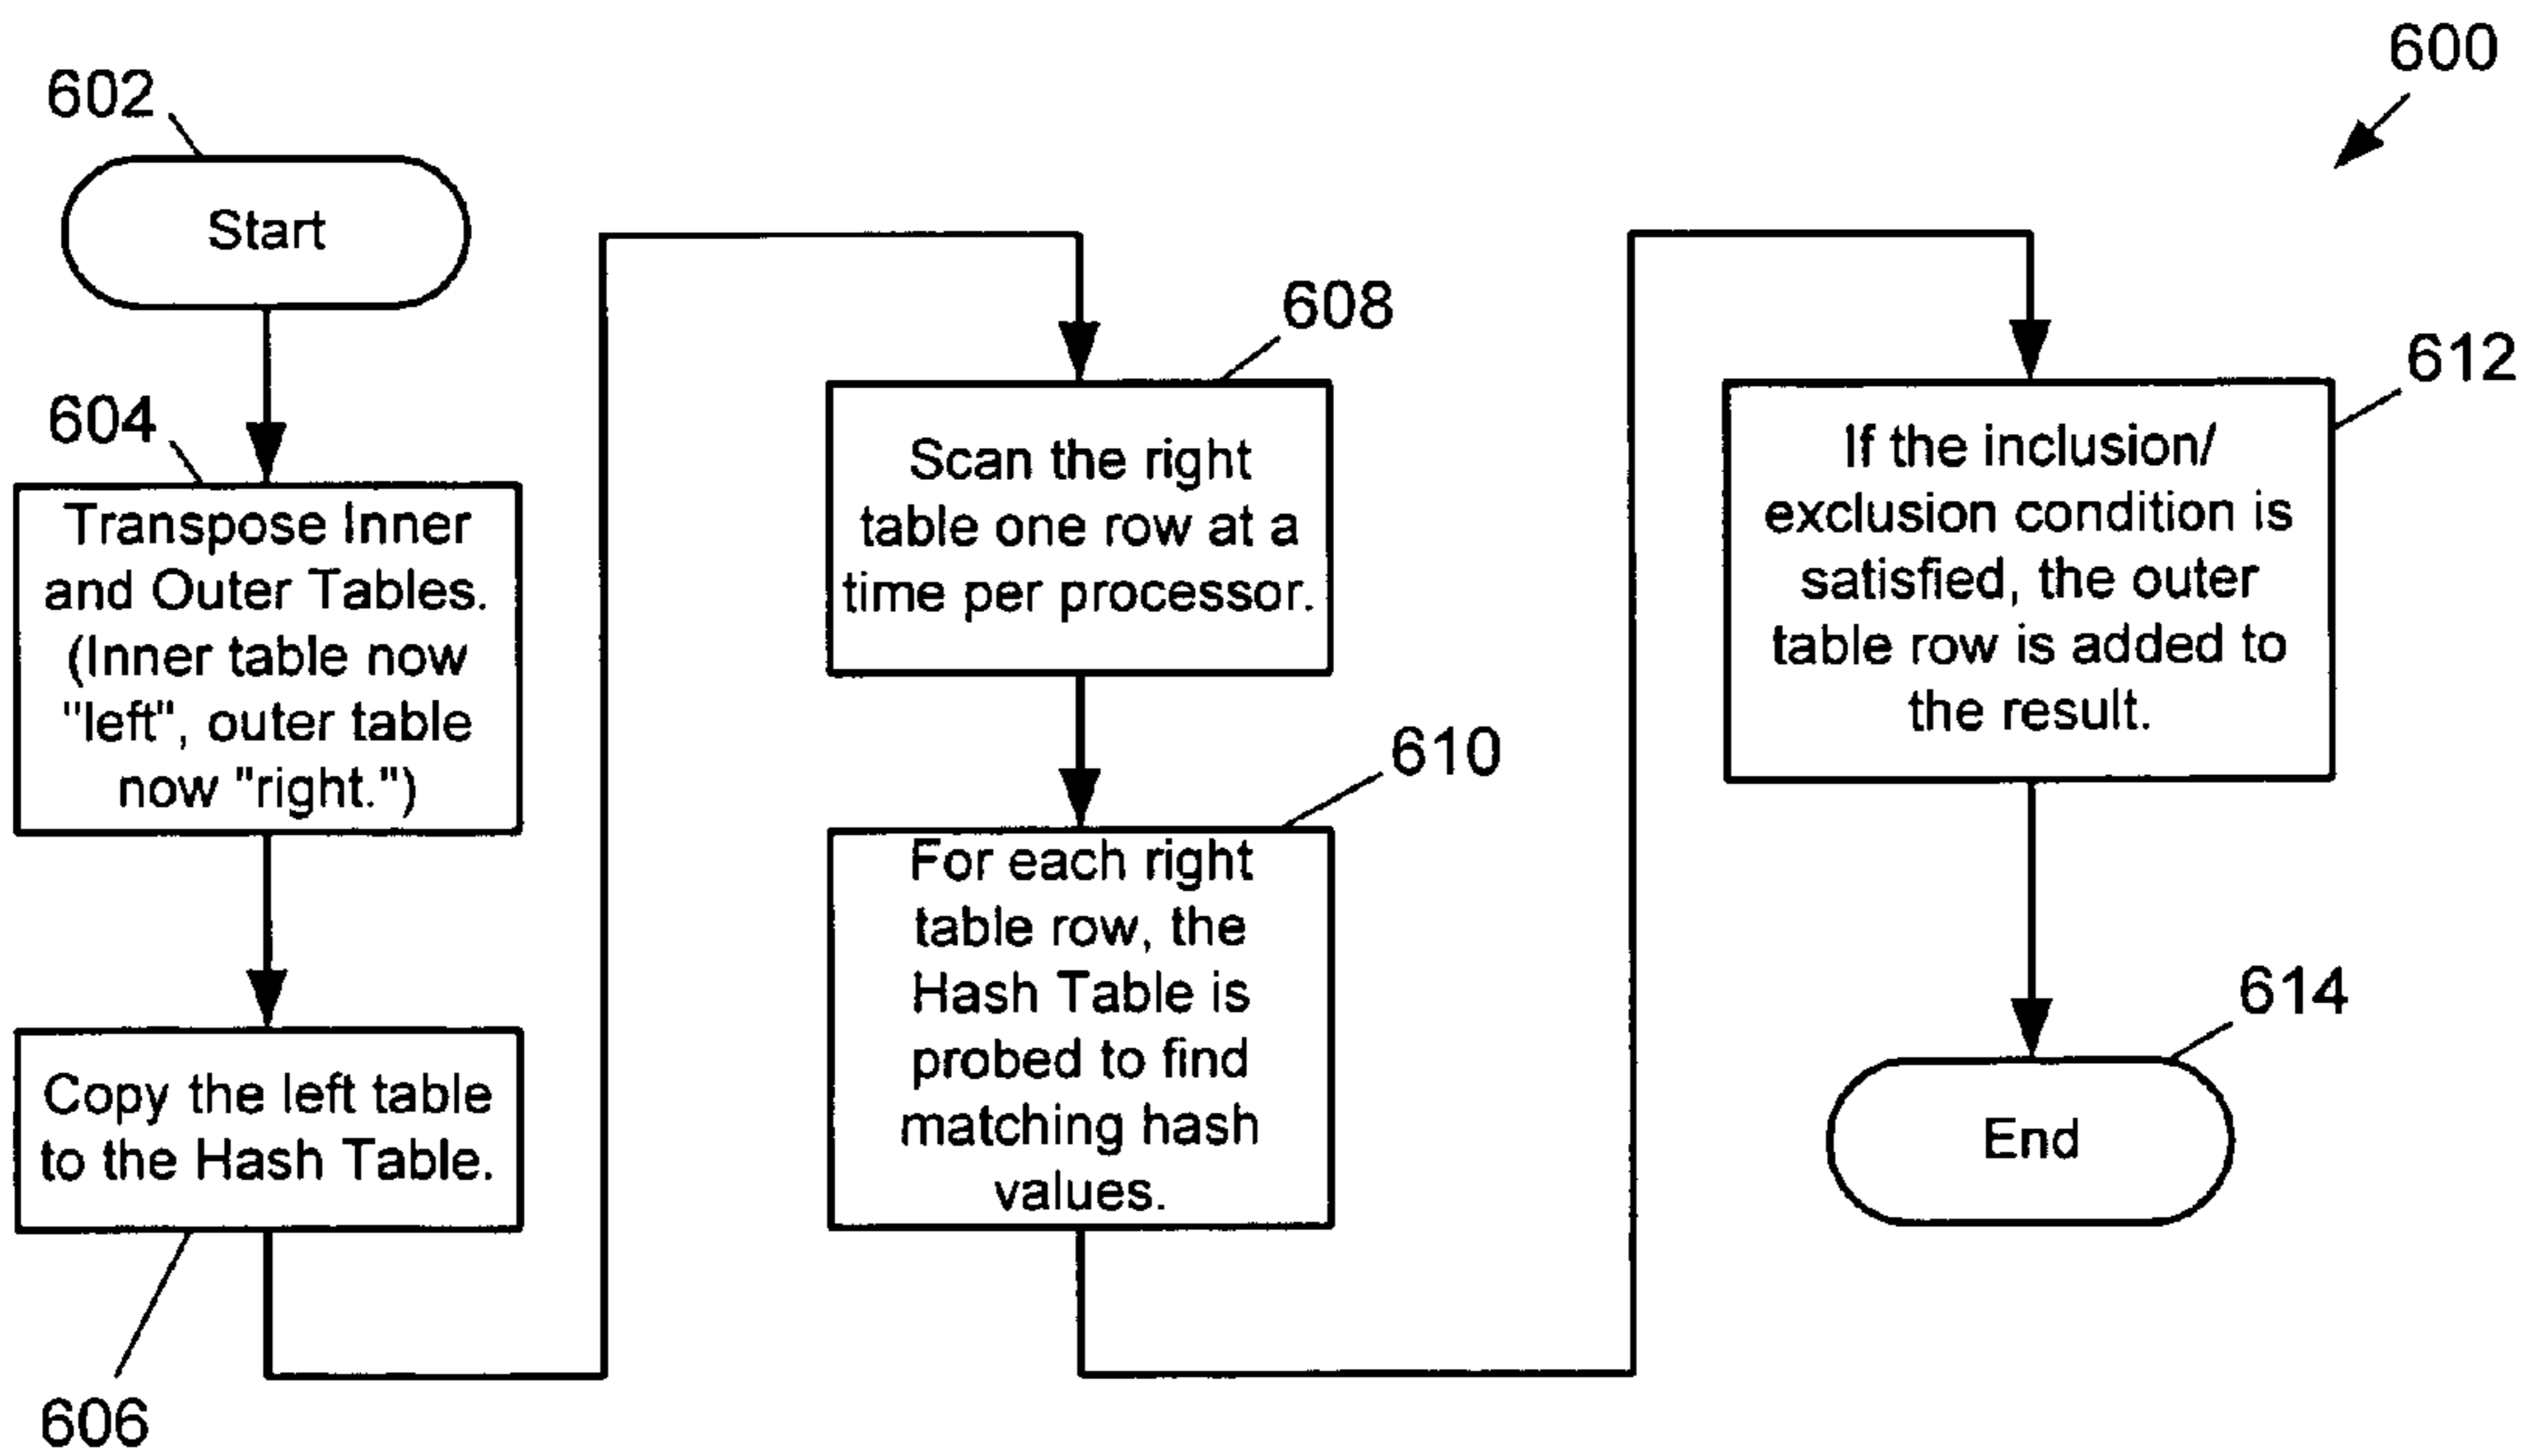 600
602
Start
604
Transpose Inner
and Outer Tables.
(Inner table now
"left", outer table
now "right.")
Copy the left table
to the Hash Table.
606
608
Scan the right
table one row at a
time per processor.
610
For each right
table row, the
Hash Table is
probed to find
matching hash
values.
612
If the inclusion/
exclusion condition is
satisfied, the outer
table row is added to
the result.
614
End